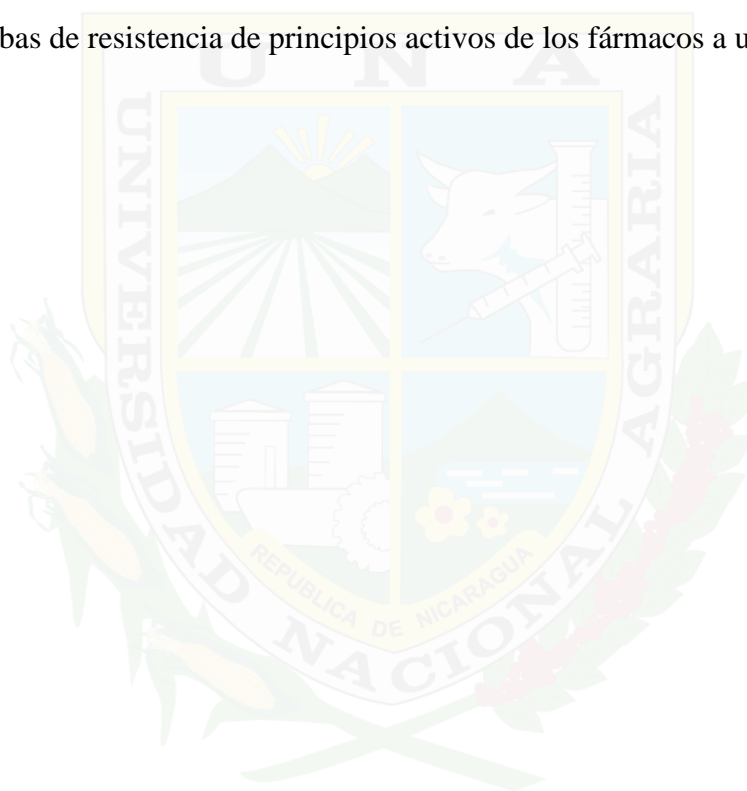 bas de resistencia de principios activos de los fármacos a u
U N A
UNIVERSIDAD NACIONAL AGRARIA
REPUBLICA DE NICARAGUA